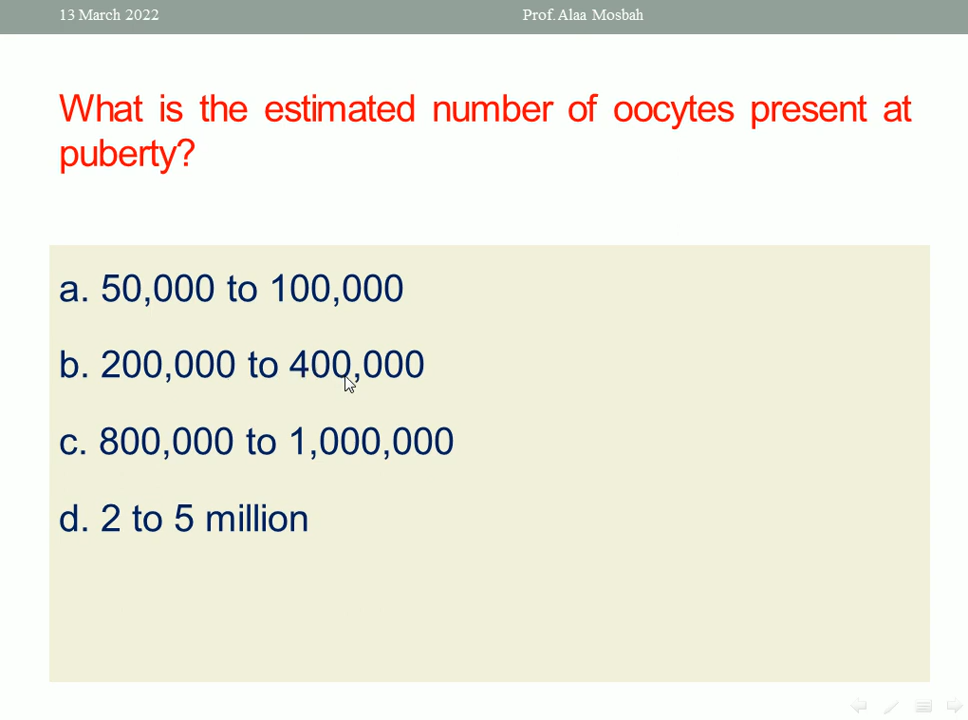 13 March 2022 Prof. Alaa Mosbah
What is the estimated number of oocytes present at
puberty?
a. 50,000 to 100,000
b. 200,000 to 400,000
c. 800,000 to 1,000,000
d. 2 to 5 million